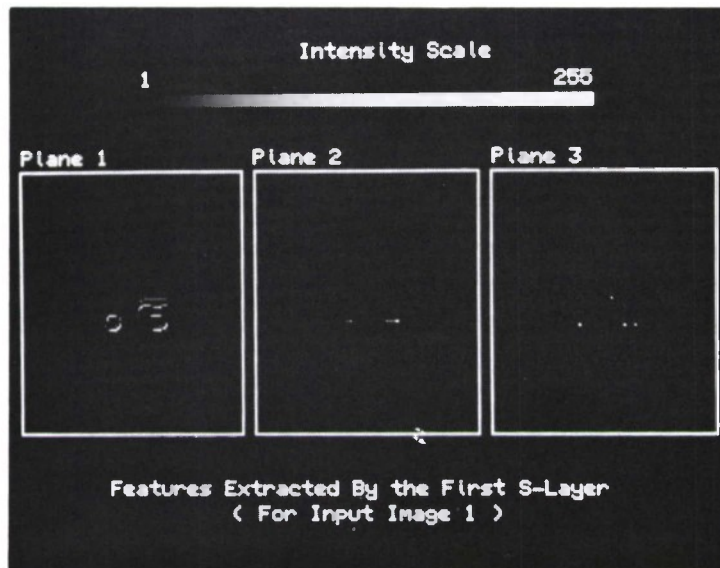 Intensity Scale
1 255
Plane 1 Plane 2 Plane 3
Features Extracted By the First S-Layer
( For Input Image 1 )